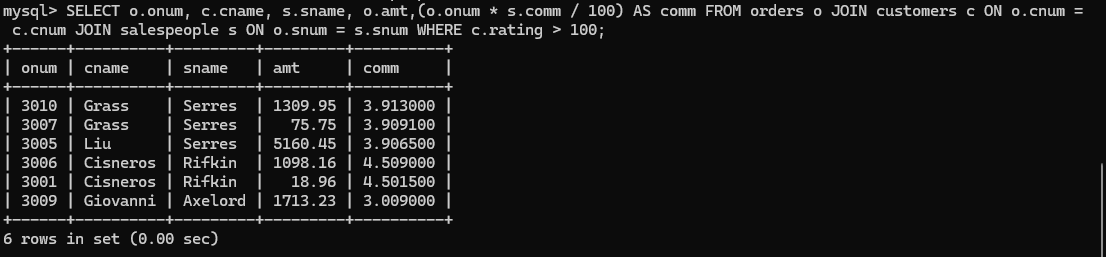 mysql> SELECT o.onum, c.cname, s.sname, o.amt,(o.onum * s.comm / 100) AS comm FROM orders o JOIN customers c ON o.cnum =
 c.cnum JOIN salespeople s ON o.snum = s.snum WHERE c.rating > 100;
+------+----------+---------+---------+----------+
| onum | cname    | sname   | amt     | comm     |
+------+----------+---------+---------+----------+
| 3010 | Grass    | Serres  | 1309.95 | 3.913000 |
| 3007 | Grass    | Serres  |   75.75 | 3.909100 |
| 3005 | Liu      | Serres  | 5160.45 | 3.906500 |
| 3006 | Cisneros | Rifkin  | 1098.16 | 4.509000 |
| 3001 | Cisneros | Rifkin  |   18.96 | 4.501500 |
| 3009 | Giovanni | Axelord | 1713.23 | 3.009000 |
+------+----------+---------+---------+----------+
6 rows in set (0.00 sec)